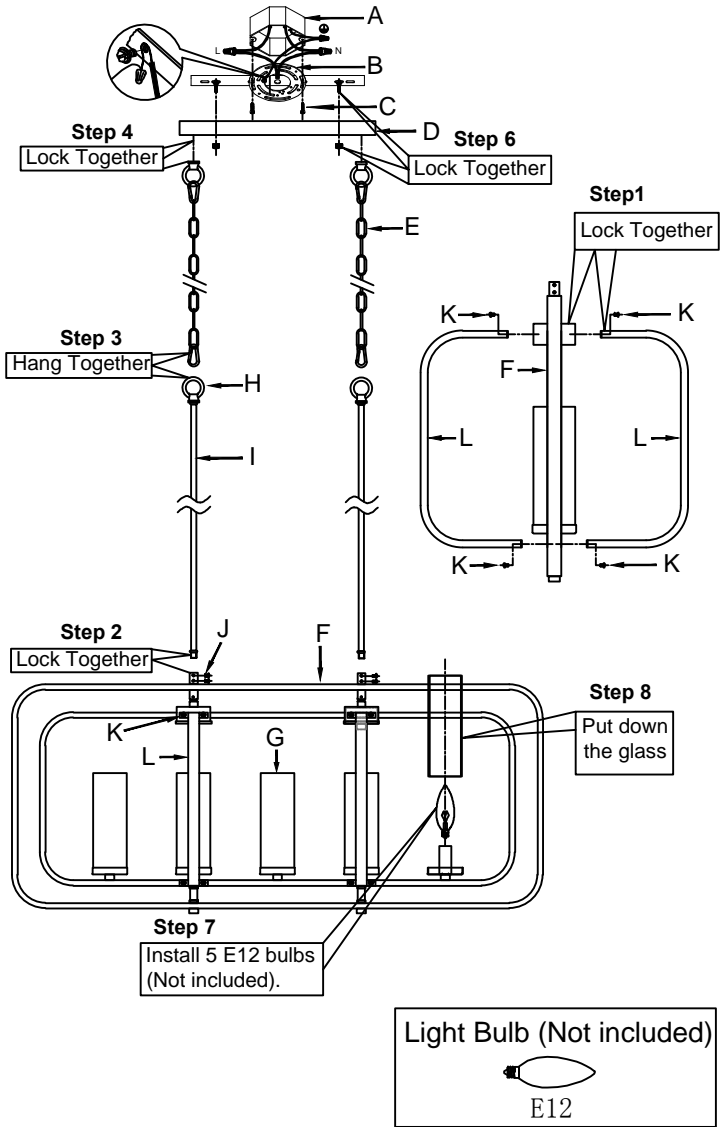 A
L
N
B
C
D
Step 4
Lock Together
Step 6
Lock Together
E
Step1
Lock Together
K
K
F
L
L
K
K
Step 3
Hang Together
H
I
Step 2
Lock Together
J
F
K
L
G
Step 8
Put down
the glass
Step 7
Install 5 E12 bulbs
(Not included).
Light Bulb (Not included)
E12